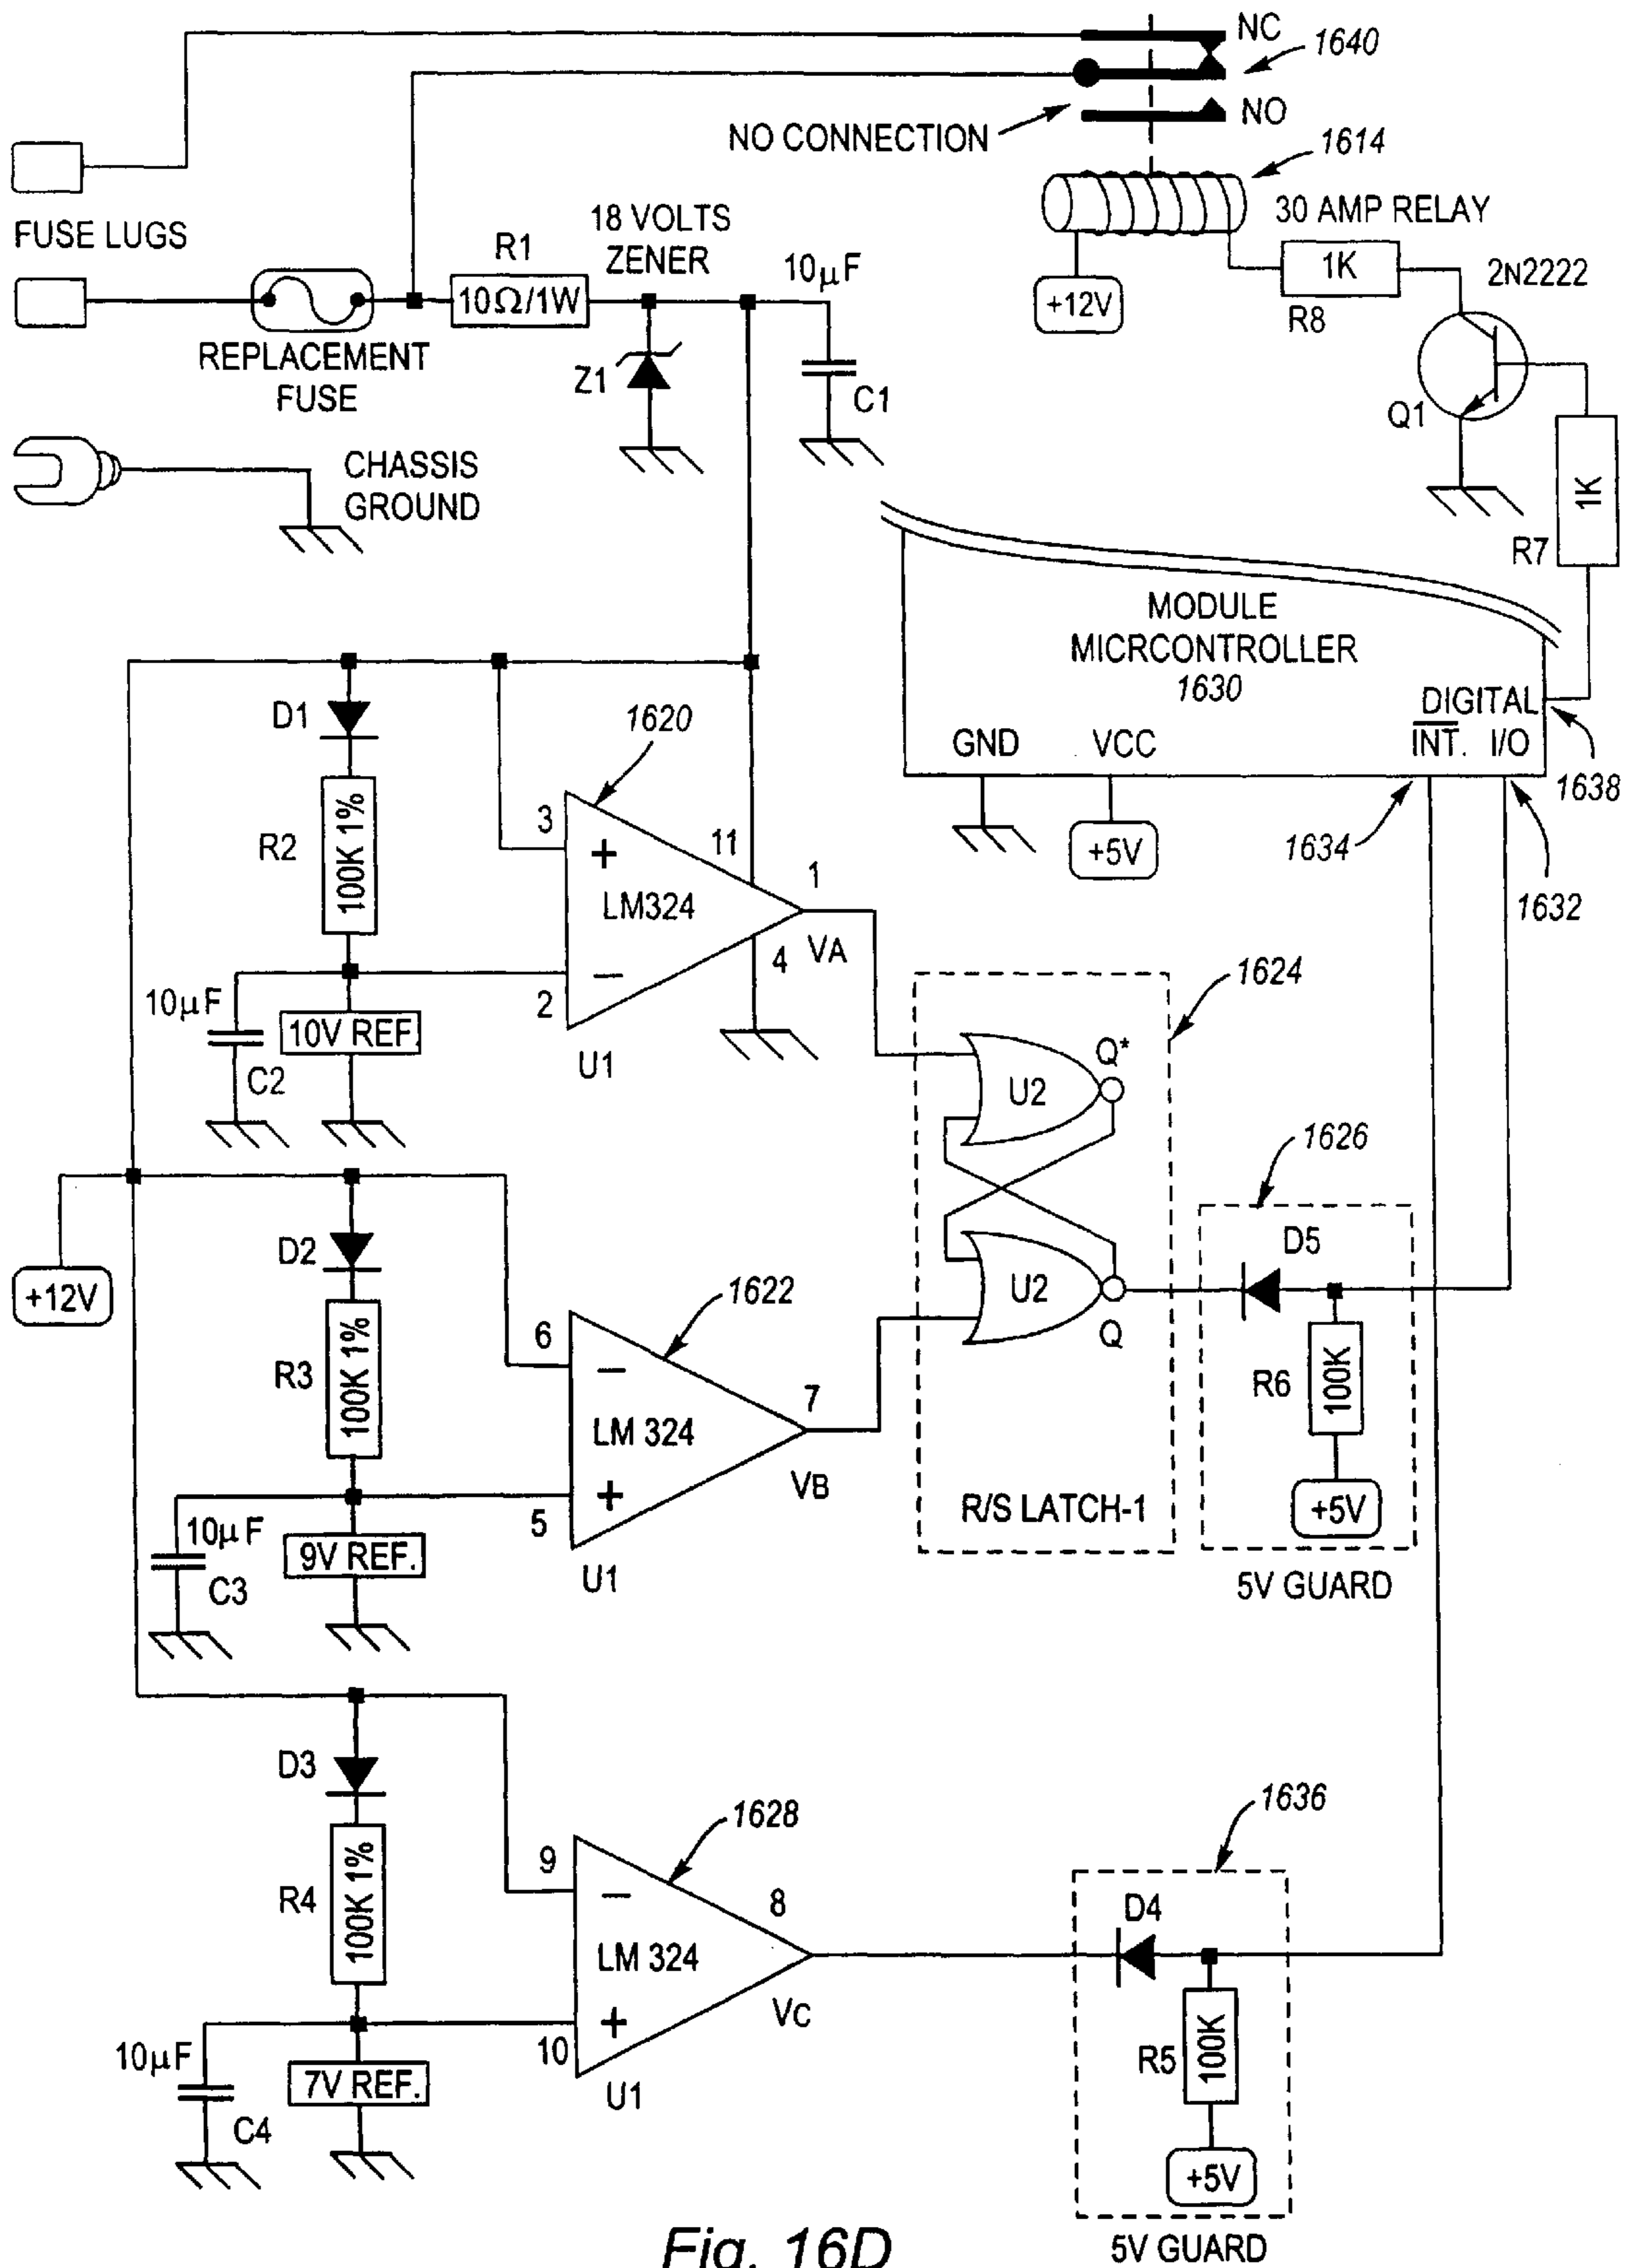 NC
1640
NO
NO CONNECTION
1614
30 AMP RELAY
FUSE LUGS
18 VOLTS
ZENER
R1
10Ω/1W
10µF
+12V
1K
R8
2N2222
REPLACEMENT
FUSE
Z1
C1
Q1
CHASSIS
GROUND
1K
R7
MODULE
MICRCONTROLLER
1630
DIGITAL
GND
VCC
INT.
I/O
1638
+5V
1634
1632
D1
1620
R2
100K 1%
3
+
11
LM324
1
VA
4
–
2
10µF
10V REF.
C2
U1
1624
Q*
U2
1626
D2
+12V
D5
1622
U2
Q
R3
100K 1%
6
–
LM 324
7
VB
R6
100K
+
5
10µF
9V REF.
C3
U1
R/S LATCH-1
+5V
5V GUARD
D3
1628
1636
R4
100K 1%
9
–
8
LM 324
D4
VC
+
10
10µF
7V REF.
C4
U1
R5
100K
+5V
5V GUARD
Fig. 16D